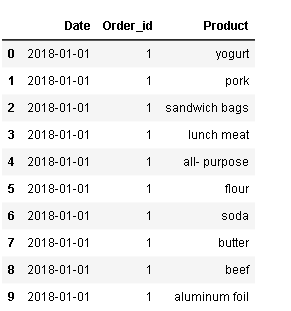 Date Order_id Product
0 2018-01-01 1 yogurt
1 2018-01-01 1 pork
2 2018-01-01 1 sandwich bags
3 2018-01-01 1 lunch meat
4 2018-01-01 1 all- purpose
5 2018-01-01 1 flour
6 2018-01-01 1 soda
7 2018-01-01 1 butter
8 2018-01-01 1 beef
9 2018-01-01 1 aluminum foil